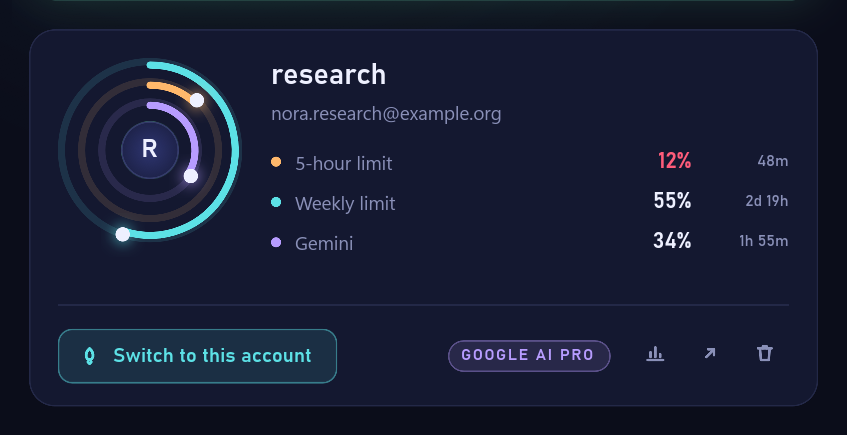 research
nora.research@example.org
R
5-hour limit 12% 48m
Weekly limit 55% 2d 19h
Gemini 34% 1h 55m
Switch to this account GOOGLE AI PRO